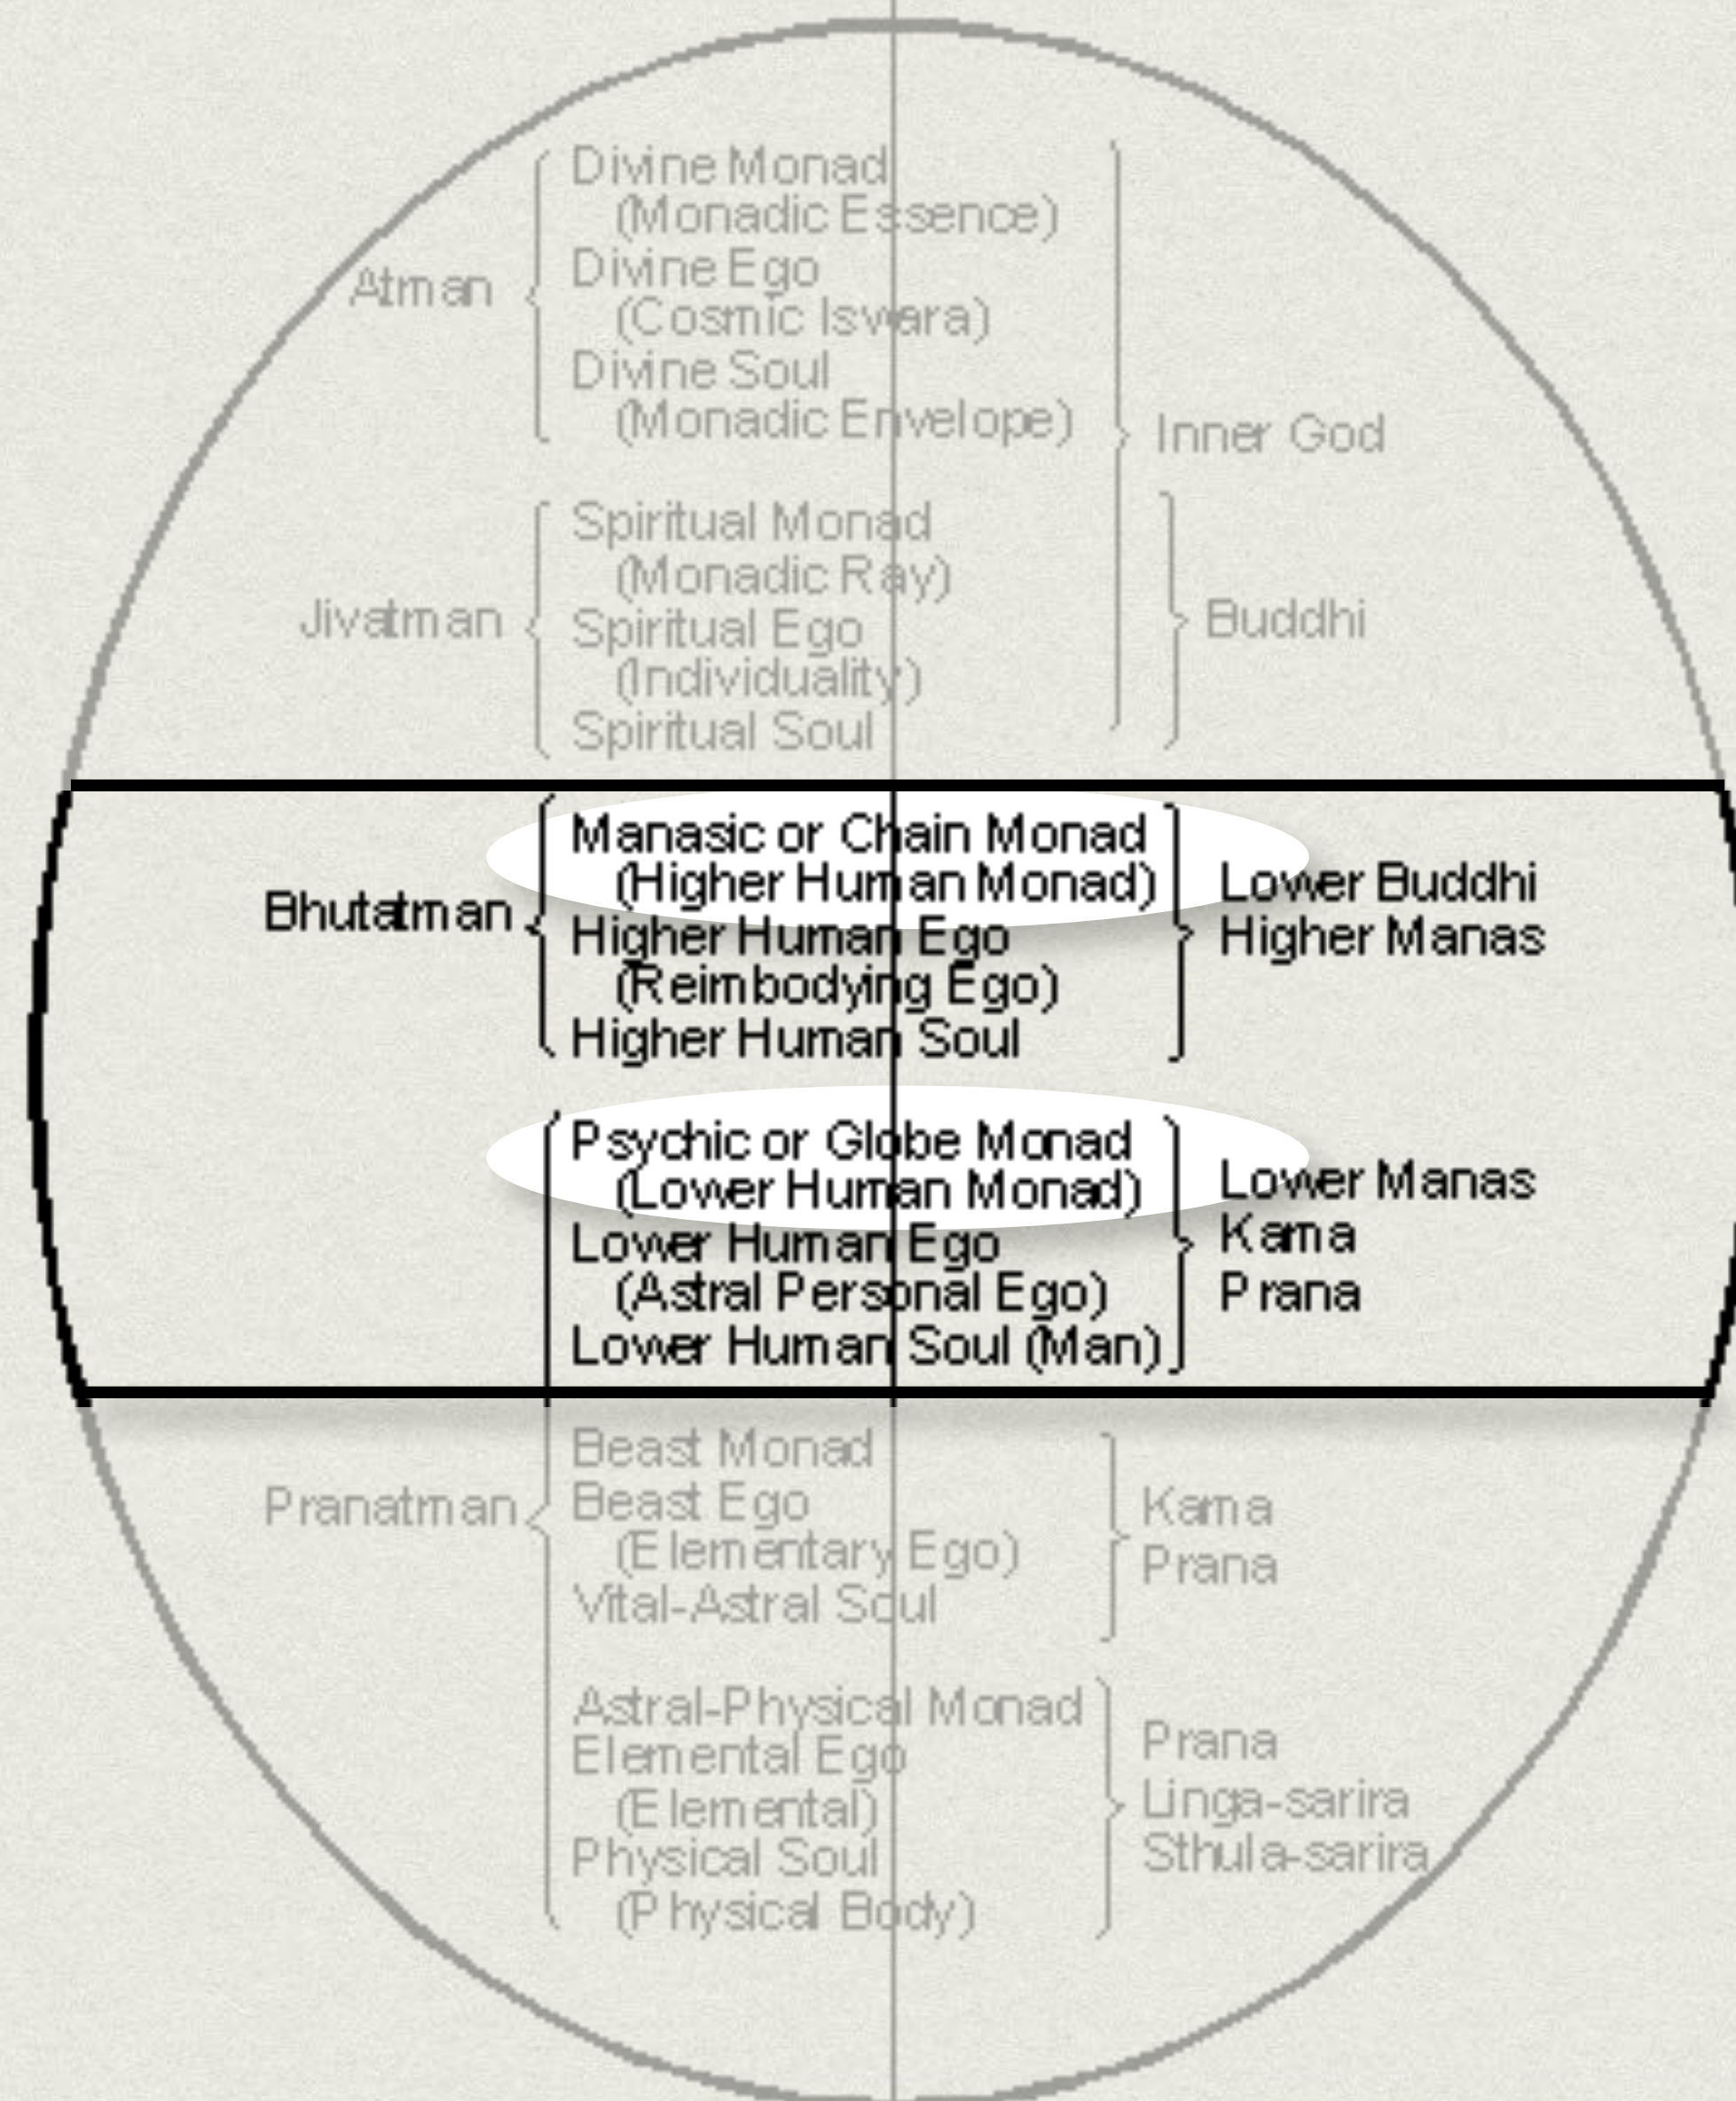 Divine Monad
(Monadic Essence)
Divine Ego
Atman
(Cosmic Iswara)
Divine Soul
(Monadic Envelope)
Inner God
Spiritual Monad
(Monadic Ray)
Jivatman
Spiritual Ego
Buddhi
(Individuality)
Spiritual Soul
Manasic or Chain Monad
(Higher Human Monad)
Lower Buddhi
Bhutatman
Higher Human Ego
Higher Manas
(Reimbodying Ego)
Higher Human Soul
Psychic or Globe Monad
(Lower Human Monad)
Lower Manas
Lower Human Ego
Kama
(Astral Personal Ego)
Prana
Lower Human Soul (Man)
Beast Monad
Pranatman
Beast Ego
Kama
(Elementary Ego)
Prana
Vital-Astral Soul
Astral-Physical Monad
Elemental Ego
Prana
(Elemental)
Linga-sarira
Physical Soul
Sthula-sarira
(Physical Body)